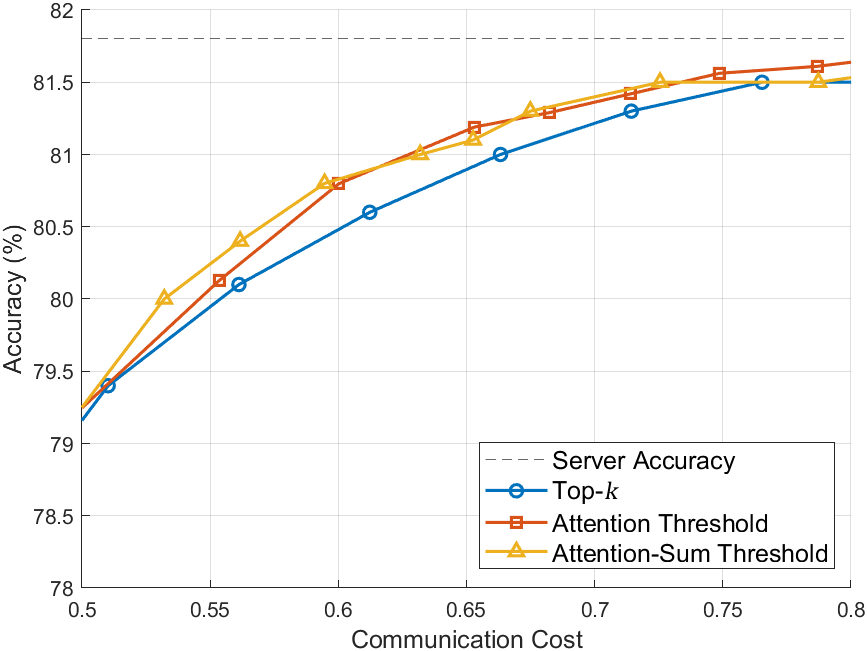 82
81.5
81
80.5
80
79.5
79
78.5
78
Accuracy (%)
0.5 0.55 0.6 0.65 0.7 0.75 0.8
Communication Cost
Server Accuracy
Top-k
Attention Threshold
Attention-Sum Threshold